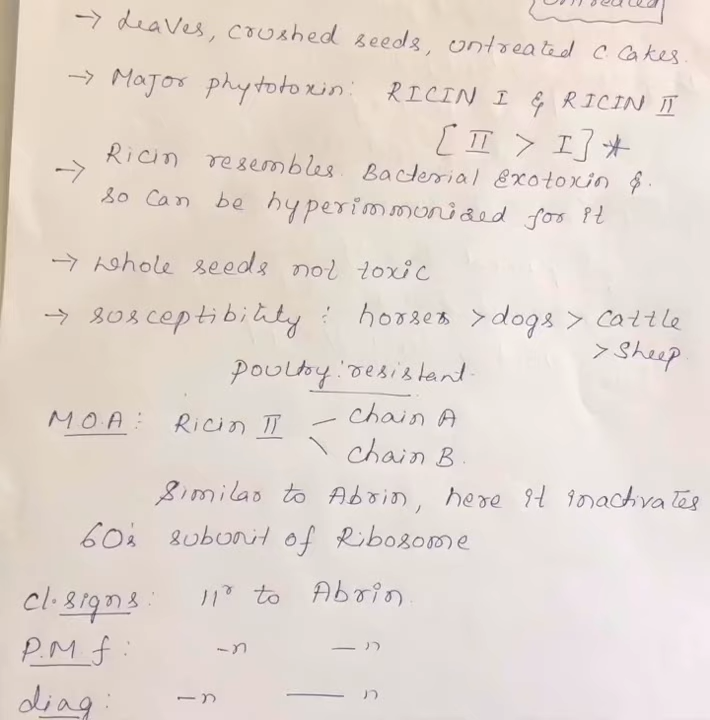 → Leaves, crushed seeds, untreated c cakes.
→ Major phytotoxin: RICIN I & RICIN II
[II > I]*
→ Ricin resembles Bacterial exotoxin &
so can be hyperimmunised for it
→ whole seeds not toxic
→ susceptibility : horses > dogs > cattle
> sheep
poultry: resistant.
M.O.A : Ricin II – chain A
\ chain B.
Similar to Abrin, here it inactivates
60s subunit of Ribosome
Cl. signs : 11r to Abrin.
P.M.f : –n — n
diag : –n — n